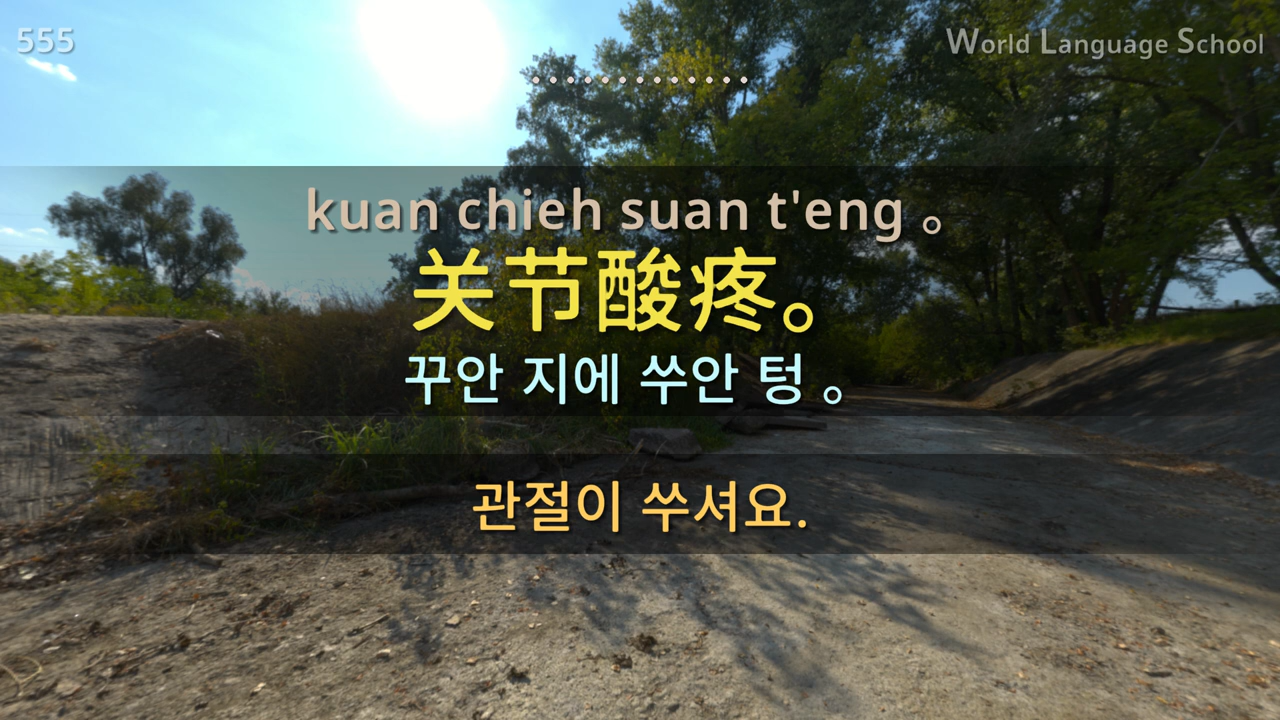 555
World Language School
kuan chieh suan t'eng 。
关节酸疼。
꾸안 지에 쑤안 텅 。
관절이 쑤셔요.